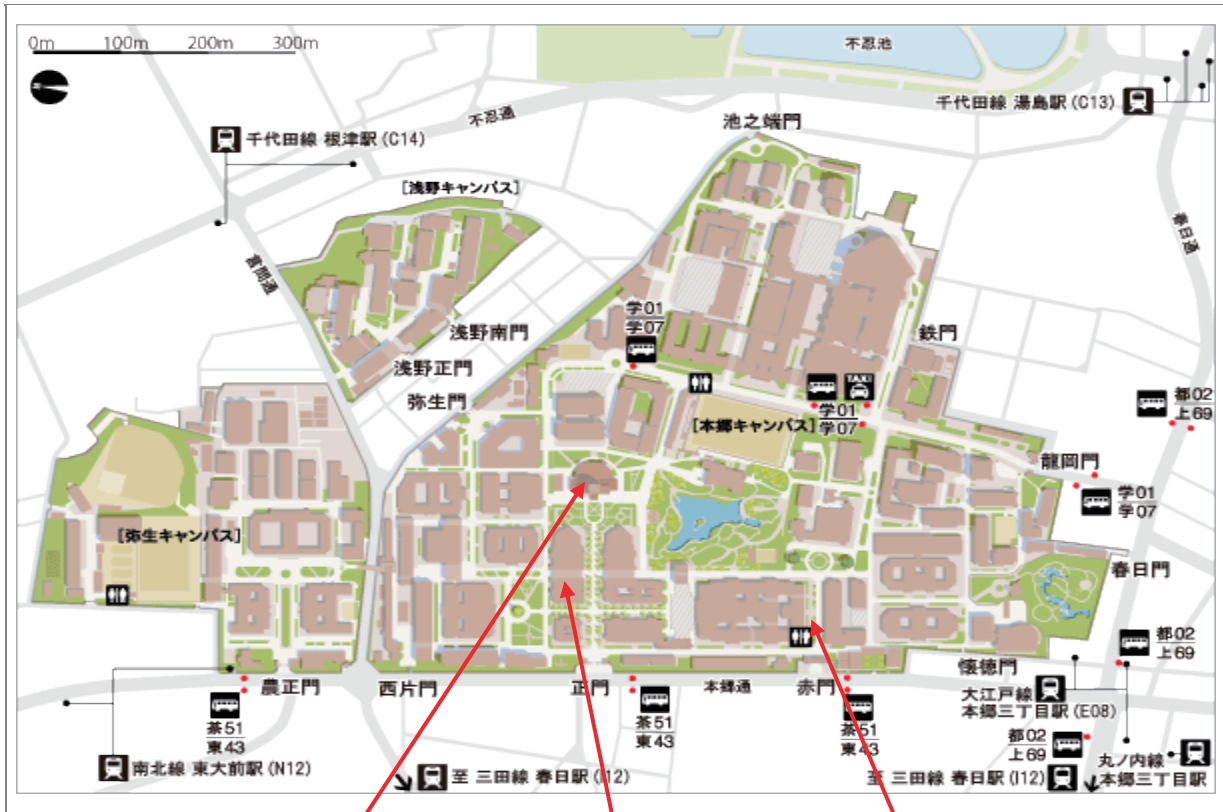 0m 100m 200m 300m
不忍池
千代田線 湯島駅(C13)
不忍通
池之端門
千代田線 根津駅(C14)
[浅野キャンパス]
春日通
言問通
学01
学07
浅野南門
鉄門
浅野正門
弥生門
TAXI
都02
上69
[本郷キャンパス]
学01
学07
龍岡門
学01
学07
[弥生キャンパス]
春日門
都02
上69
農正門
西片門
正門
本郷通
赤門
懐徳門
大江戸線
本郷三丁目駅(E08)
茶51
東43
茶51
東43
茶51
東43
都02
上69
丸ノ内線
本郷三丁目駅
南北線 東大前駅(N12)
至 三田線 春日駅(I12)
至 三田線 春日駅(I12)